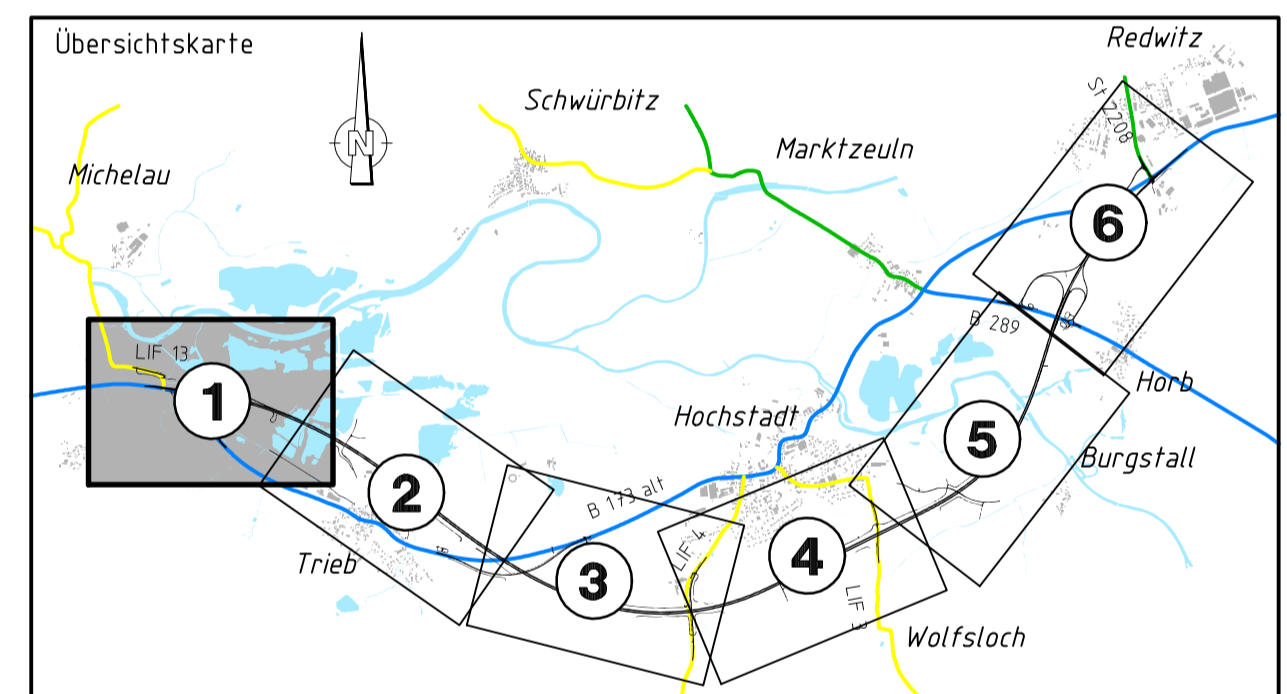 Übersichtskarte
Redwitz
Schwürbitz
St 2208
Marktzeuln
Michelau
N
6
B 289
LIF 13
Horb
1
Hochstadt
5
Burgstall
2
B 173 alt
Trieb
LIF 4
4
3
LIF 3
Wolfsloch